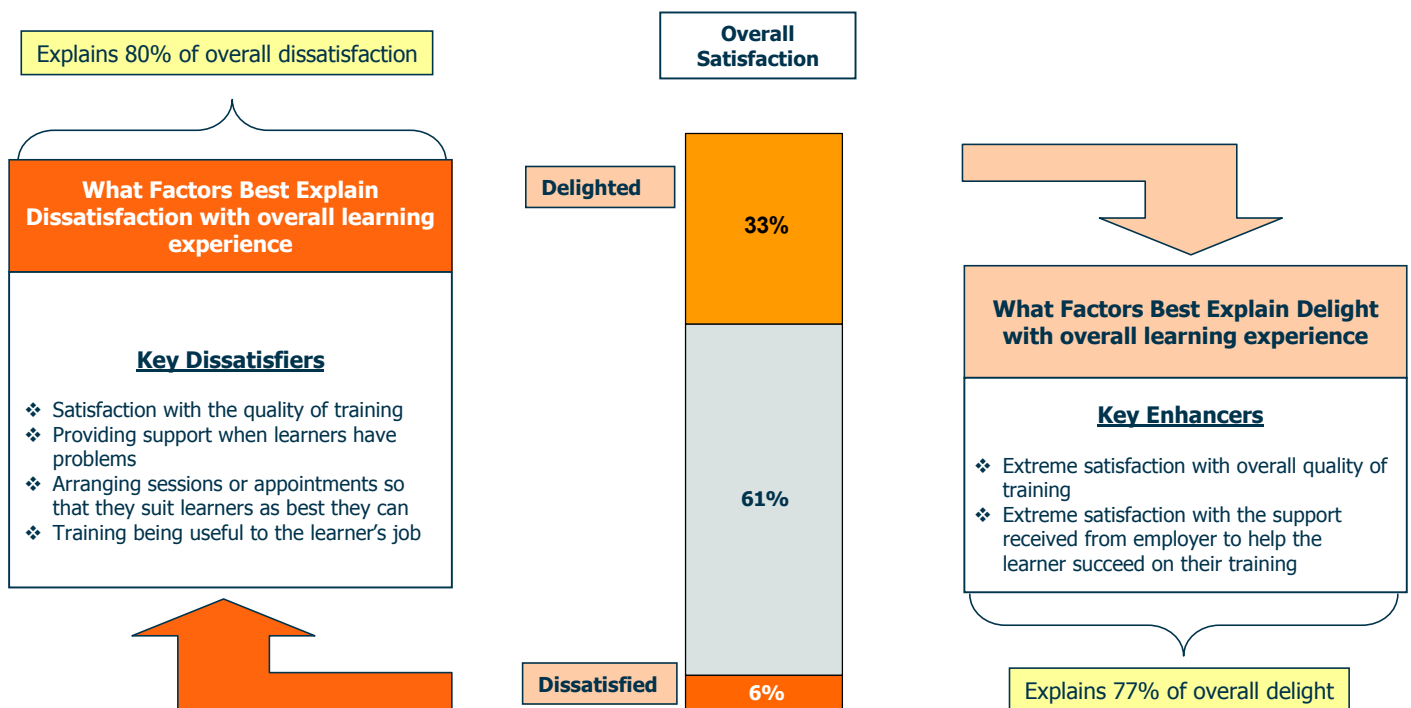 Explains 80% of overall dissatisfaction
What Factors Best Explain
Dissatisfaction with overall learning
experience
Key Dissatisfiers
❖ Satisfaction with the quality of training
❖ Providing support when learners have
problems
❖ Arranging sessions or appointments so
that they suit learners as best they can
❖ Training being useful to the learner’s job
Overall
Satisfaction
Delighted
33%
61%
Dissatisfied
6%
What Factors Best Explain Delight
with overall learning experience
Key Enhancers
❖ Extreme satisfaction with overall quality of
training
❖ Extreme satisfaction with the support
received from employer to help the
learner succeed on their training
Explains 77% of overall delight